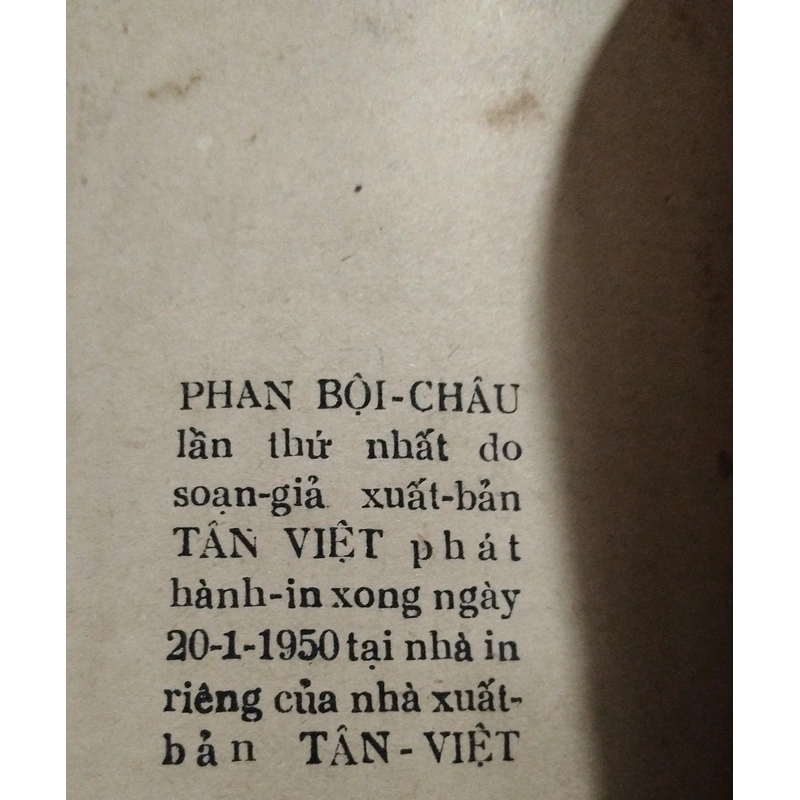 PHAN BỘI-CHÂU
lần thứ nhất do
soạn-giả xuất-bản
TÂN VIỆT phát
hành-in xong ngày
20-1-1950 tại nhà in
riêng của nhà xuất-
bản TÂN-VIỆT